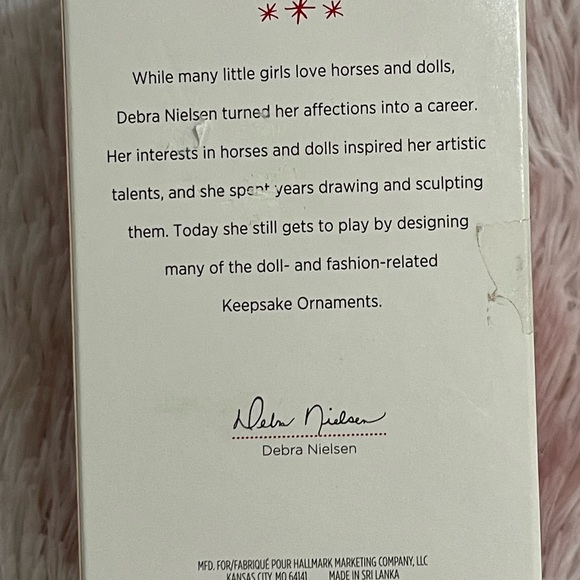 While many little girls love horses and dolls,
Debra Nielsen turned her affections into a career.
Her interests in horses and dolls inspired her artistic
talents, and she spent years drawing and sculpting
them. Today she still gets to play by designing
many of the doll- and fashion-related
Keepsake Ornaments.
Debra Nielsen
Debra Nielsen
MFD. FOR/FABRIQUÉ POUR HALLMARK MARKETING COMPANY, LLC
KANSAS CITY, MO 64141 MADE IN SRI LANKA